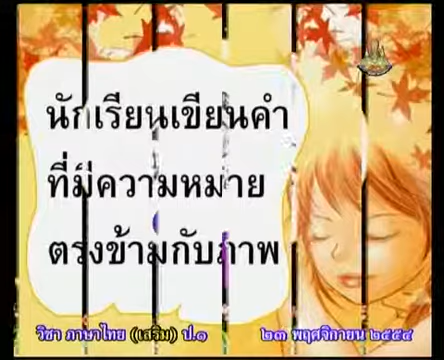 นักเรียนเขียนคำ
ที่มีความหมาย
ตรงข้ามกับภาพ
วิชา ภาษาไทย (เสริม) ป.๑ ๒๓ พฤศจิกายน ๒๕๕๔